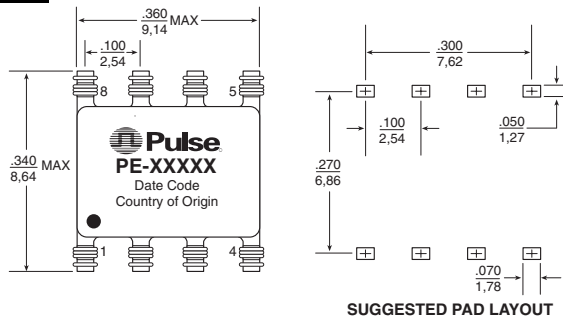 .360 MAX
9,14
.100
2,54
8
5
.340 MAX
8,64
Pulse
PE-XXXXX
Date Code
Country of Origin
1
4
.300
7,62
.100
2,54
.050
1,27
.270
6,86
.070
1,78
SUGGESTED PAD LAYOUT